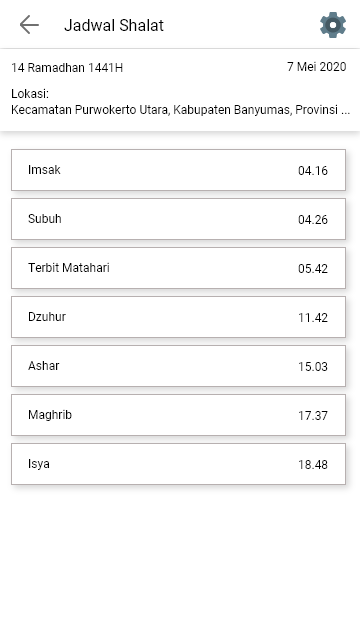 Jadwal Shalat
14 Ramadhan 1441H 7 Mei 2020
Lokasi:
Kecamatan Purwokerto Utara, Kabupaten Banyumas, Provinsi ...
Imsak 04.16
Subuh 04.26
Terbit Matahari 05.42
Dzuhur 11.42
Ashar 15.03
Maghrib 17.37
Isya 18.48